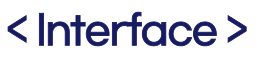 < Interface >